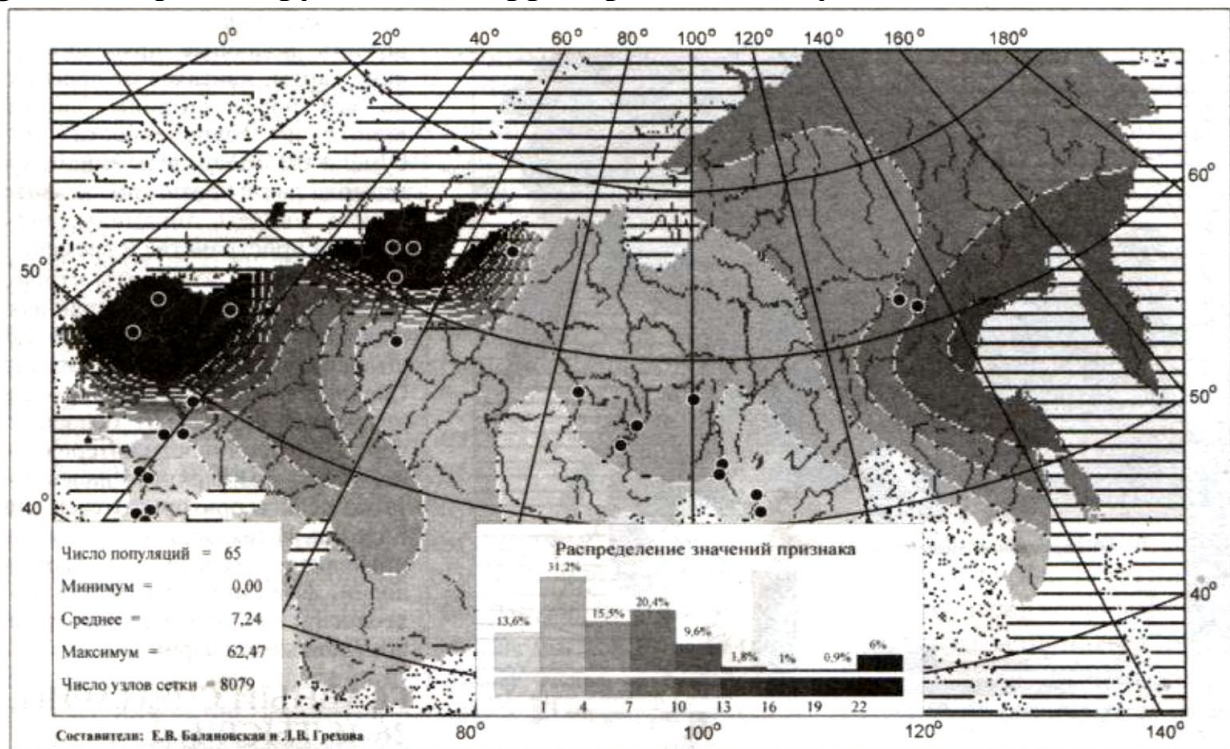 0° 20° 40° 60° 80° 100° 120° 140° 160° 180°
60°
50°
50°
40°
40°
Число популяций = 65
Минимум = 0,00
Среднее = 7,24
Максимум = 62,47
Число узлов сетки = 8079
Распределение значений признака
31,2%
20,4%
15,5%
13,6%
9,6%
1,8% 1% 0,9% 6%
1 4 7 10 13 16 19 22
Составители: Е.В. Балановская и Л.В. Грехова
80° 100° 120° 140°